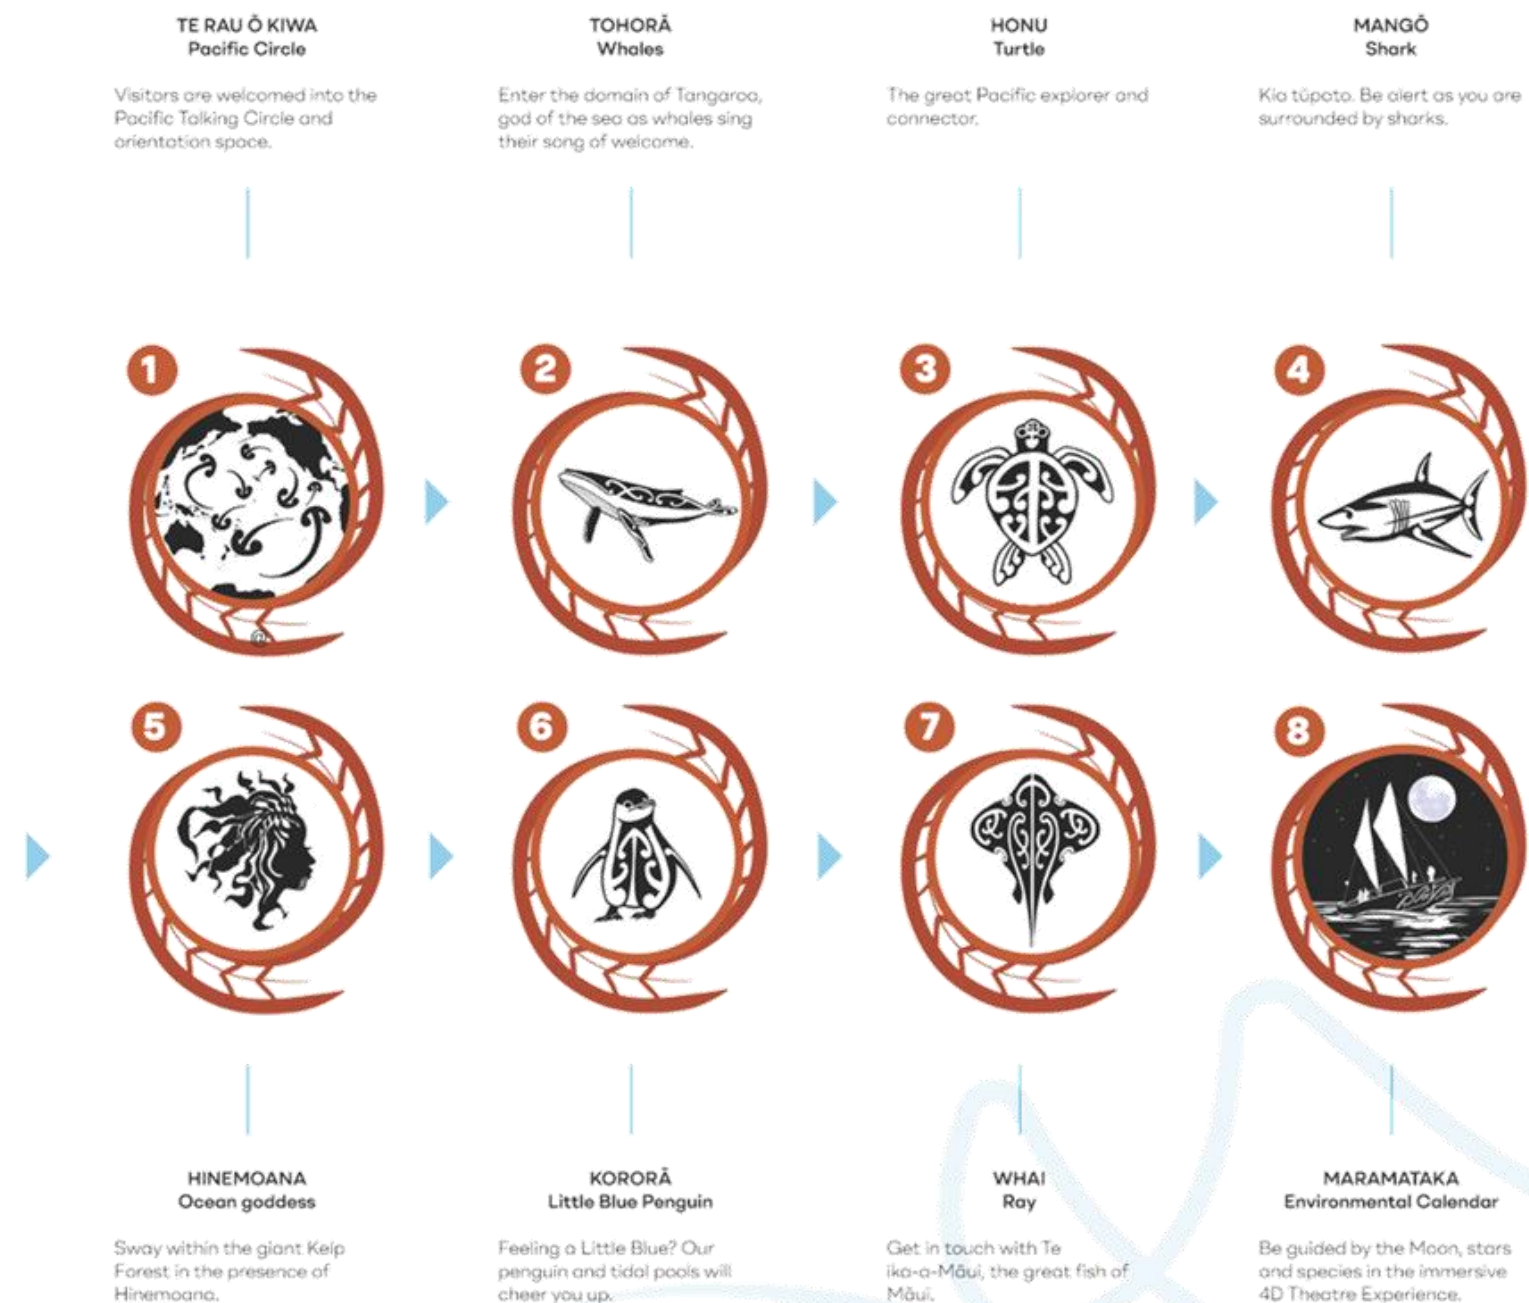 TE RAU Ō KIWA
Pacific Circle
Visitors are welcomed into the
Pacific Talking Circle and
orientation space.
TOHORĀ
Whales
Enter the domain of Tangaroa,
god of the sea as whales sing
their song of welcome.
HONU
Turtle
The great Pacific explorer and
connector.
MANGŌ
Shark
Kia tūpato. Be alert as you are
surrounded by sharks.
1
2
3
4
5
6
7
8
HINEMOANA
Ocean goddess
Sway within the giant Kelp
Forest in the presence of
Hinemoana.
KORORĀ
Little Blue Penguin
Feeling a Little Blue? Our
penguin and tidal pools will
cheer you up.
WHAI
Ray
Get in touch with Te
ika-a-Māui, the great fish of
Māui.
MARAMATAKA
Environmental Calendar
Be guided by the Moon, stars
and species in the immersive
4D Theatre Experience.